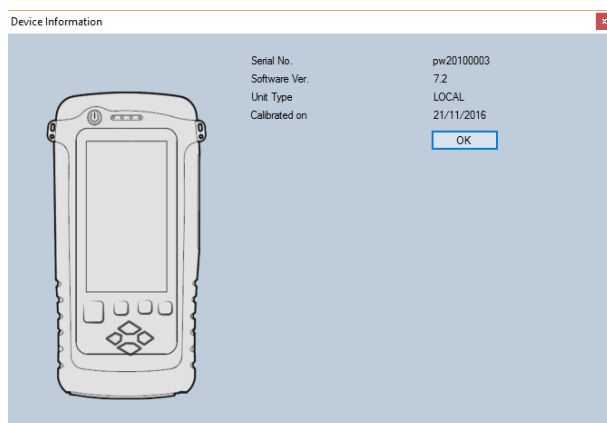 Device Information
x
Serial No. pw20100003
Software Ver. 7.2
Unit Type LOCAL
Calibrated on 21/11/2016
OK